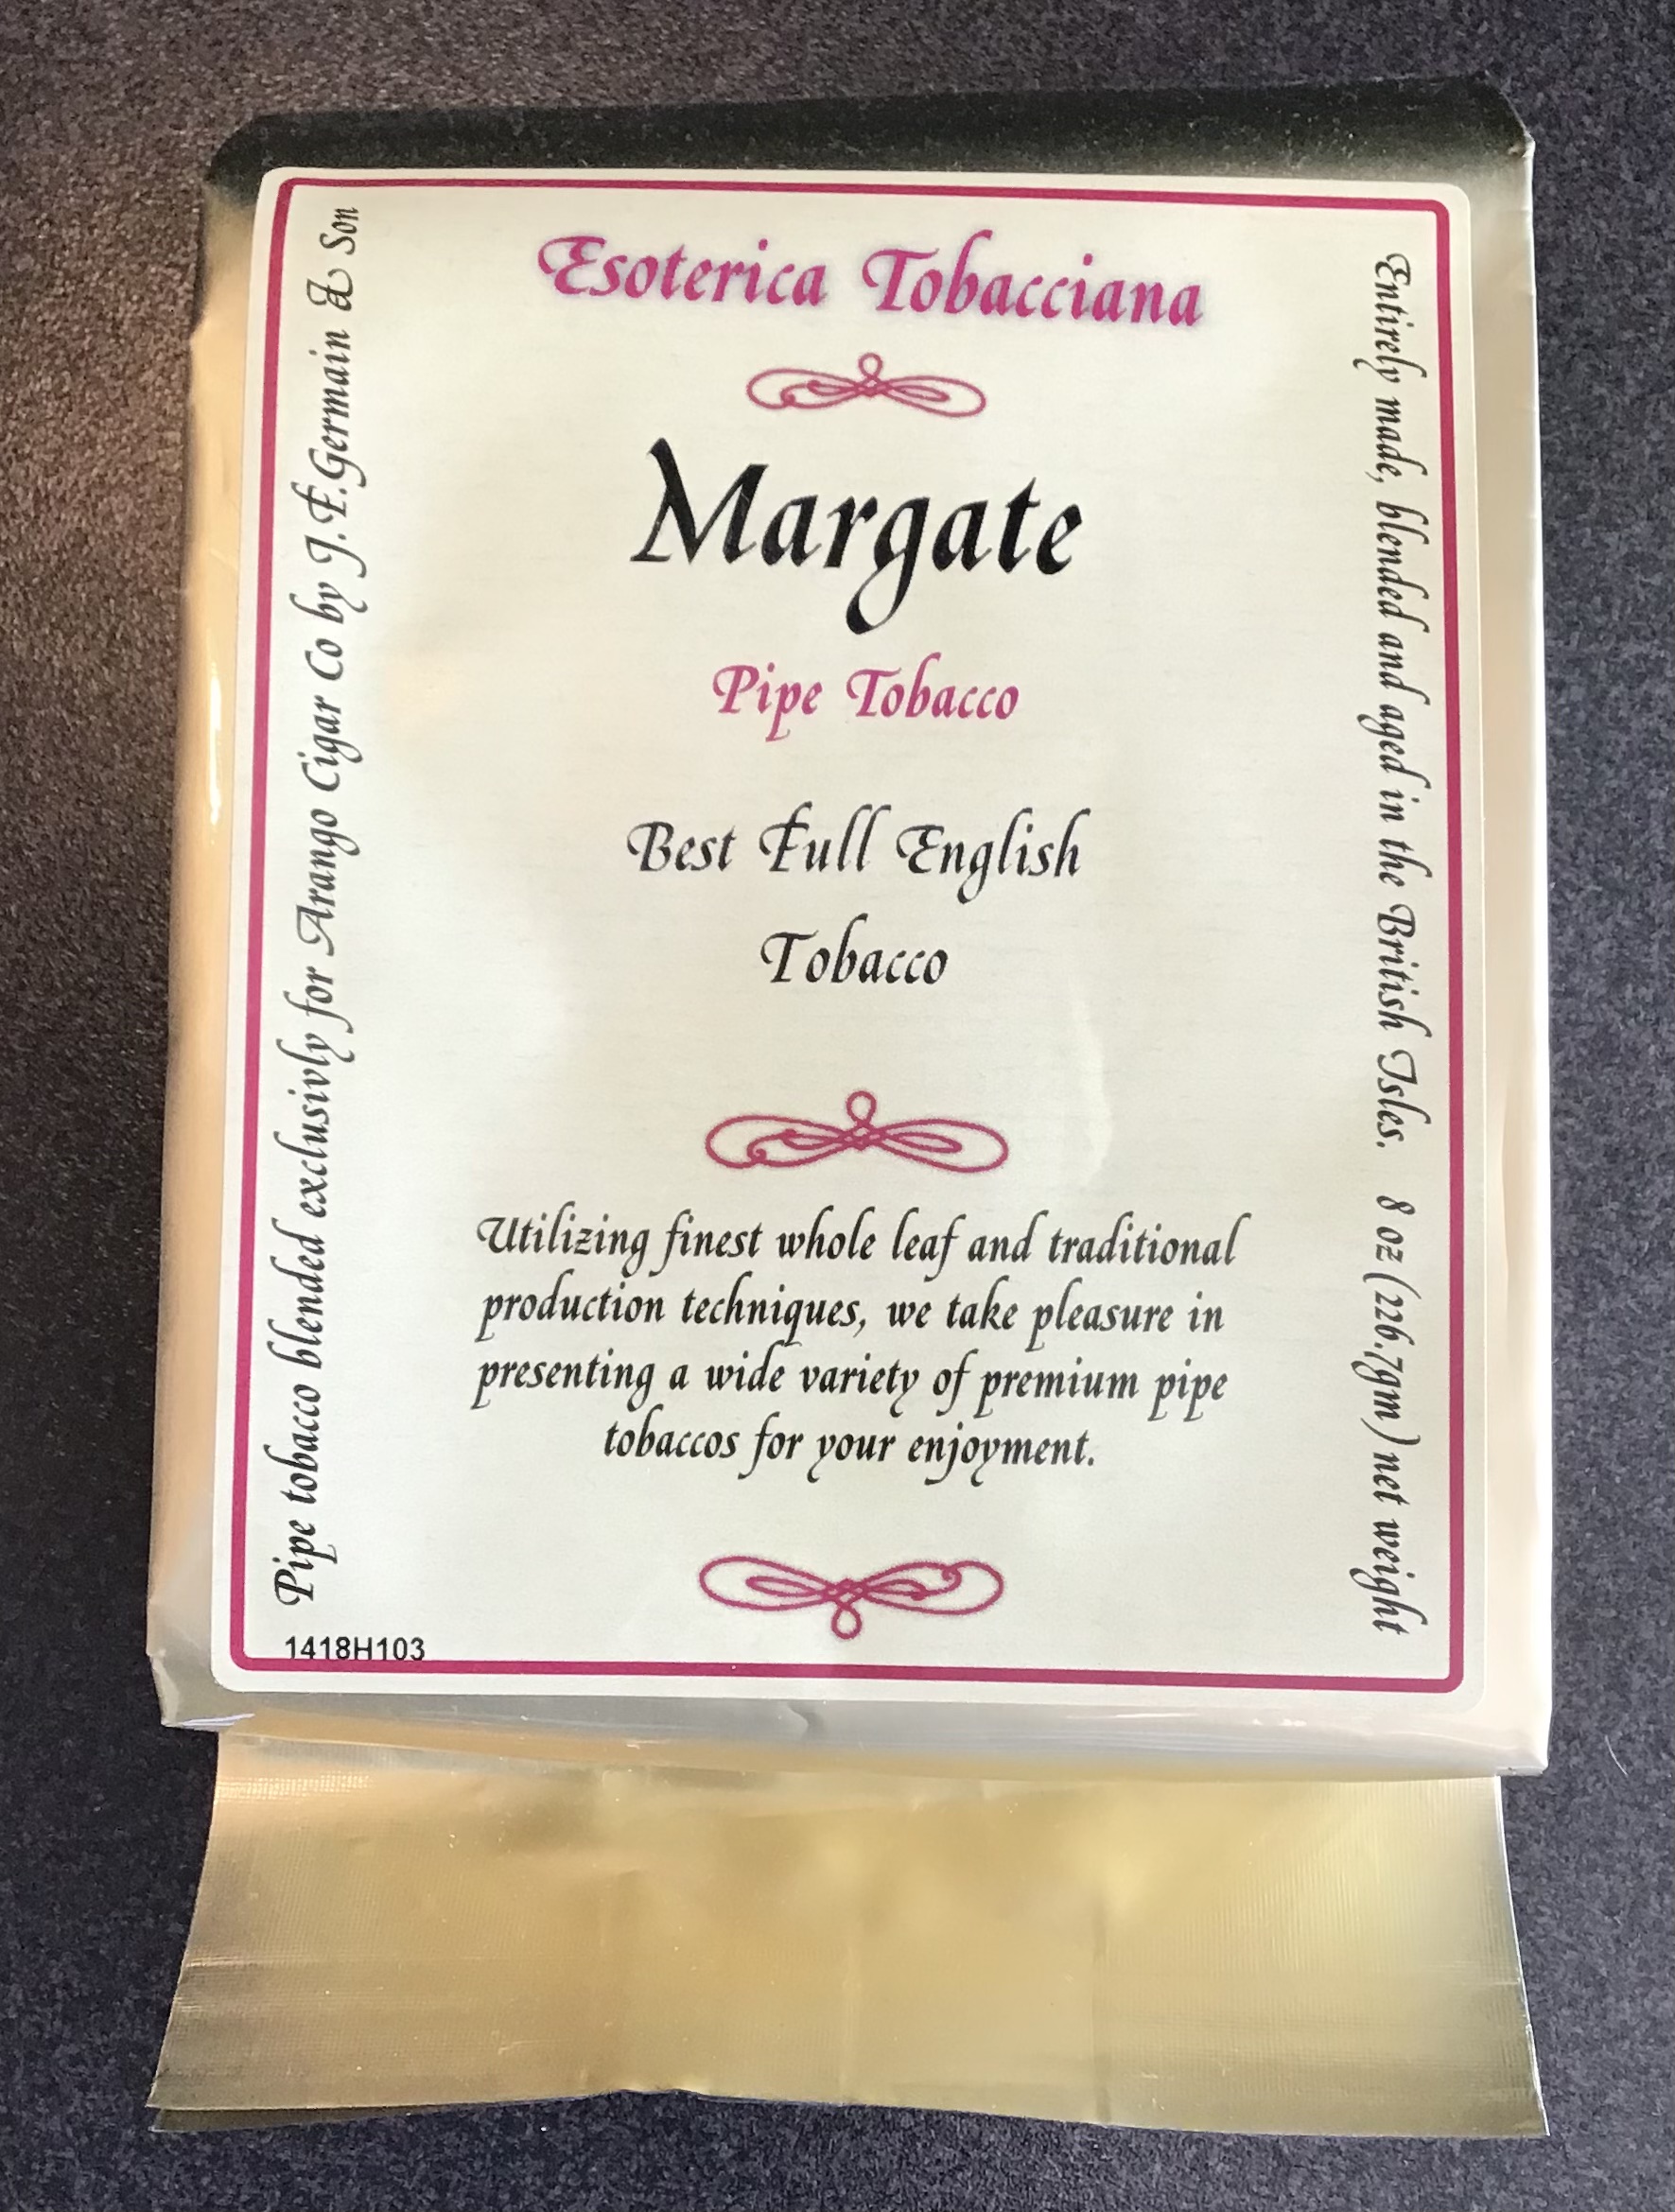 Esoterica Tobacciana
Margate
Pipe Tobacco
Best Full English
Tobacco
Utilizing finest whole leaf and traditional
production techniques, we take pleasure in
presenting a wide variety of premium pipe
tobaccos for your enjoyment.
Pipe tobacco blended exclusivly for Arango Cigar Co by J.F.Germain & Son
Entirely made, blended and aged in the British Isles. 8 oz (226.7gm) net weight
1418H103